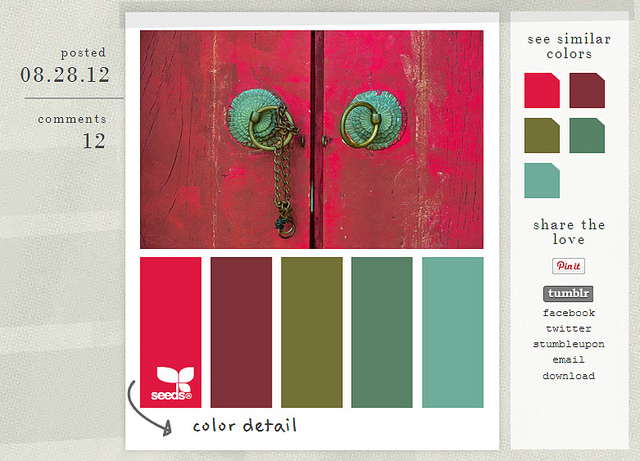 posted
08.28.12
comments
12
seeds®
color detail
see similar
colors
share the
love
Pin it
tumblr
facebook
twitter
stumbleupon
email
download